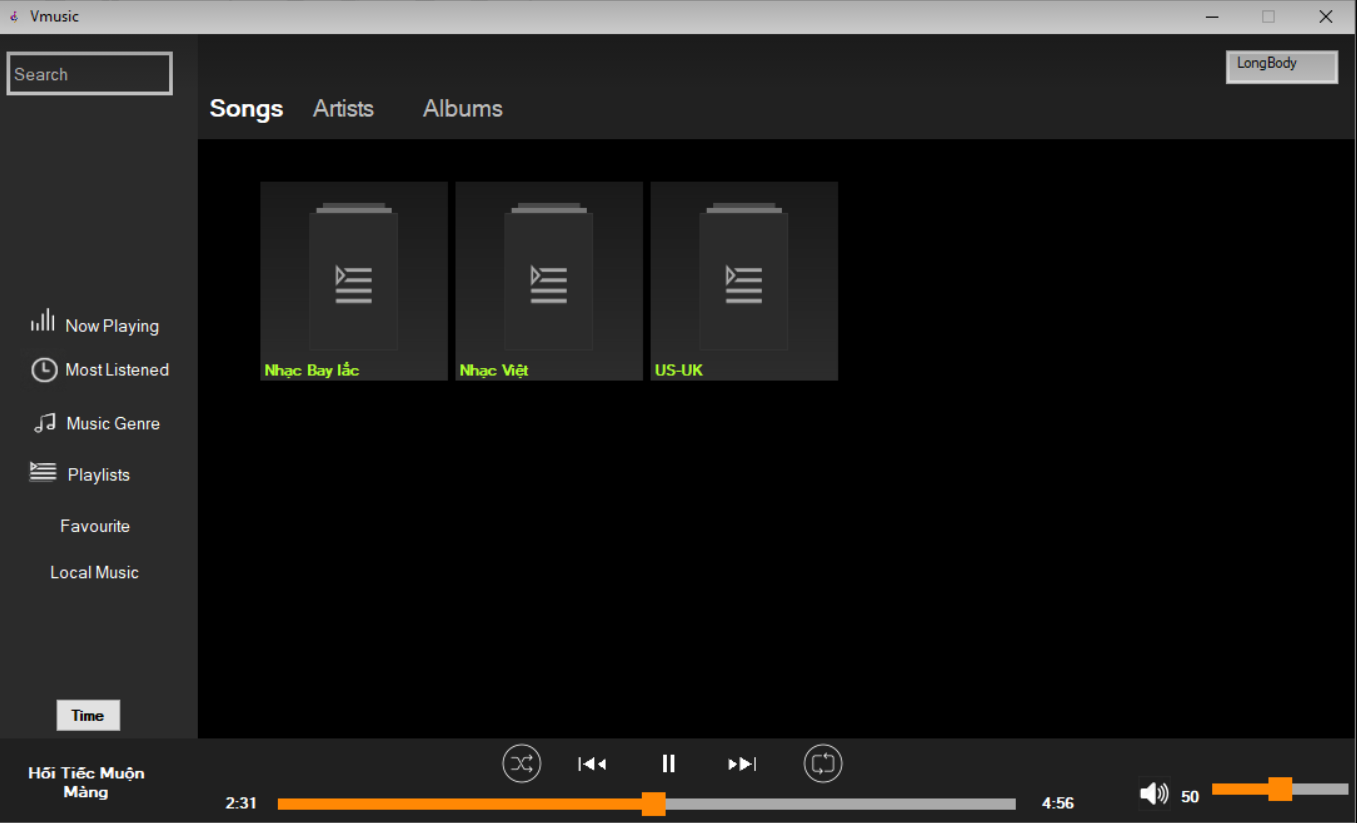 Vmusic
Search
LongBody
Songs Artists Albums
Nhạc Bay lắc
Nhạc Việt
US-UK
Now Playing
Most Listened
Music Genre
Playlists
Favourite
Local Music
Time
Hối Tiếc Muộn
Màng
2:31
4:56
50